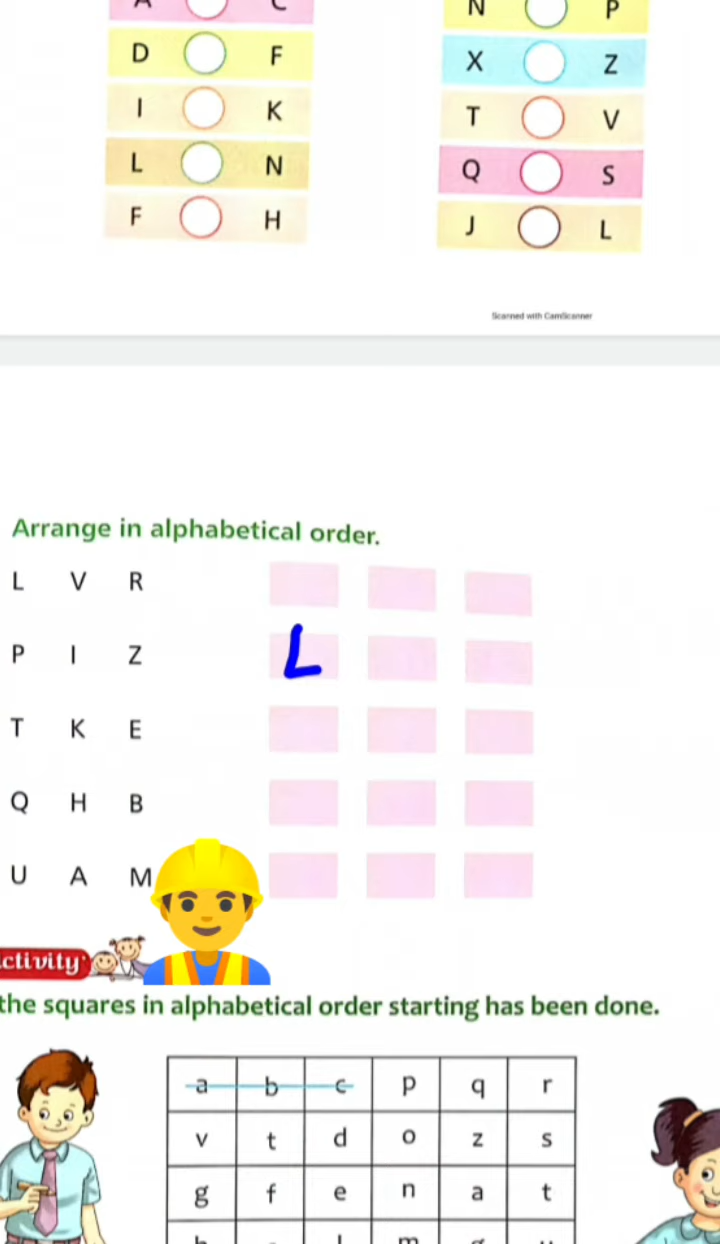 A C
D F
I K
L N
F H
N P
X Z
T V
Q S
J L
Scanned with CamScanner
Arrange in alphabetical order.
L V R
P I Z L
T K E
Q H B
U A M
ctivity
the squares in alphabetical order starting has been done.
a b c p q r
v t d o z s
g f e n a t